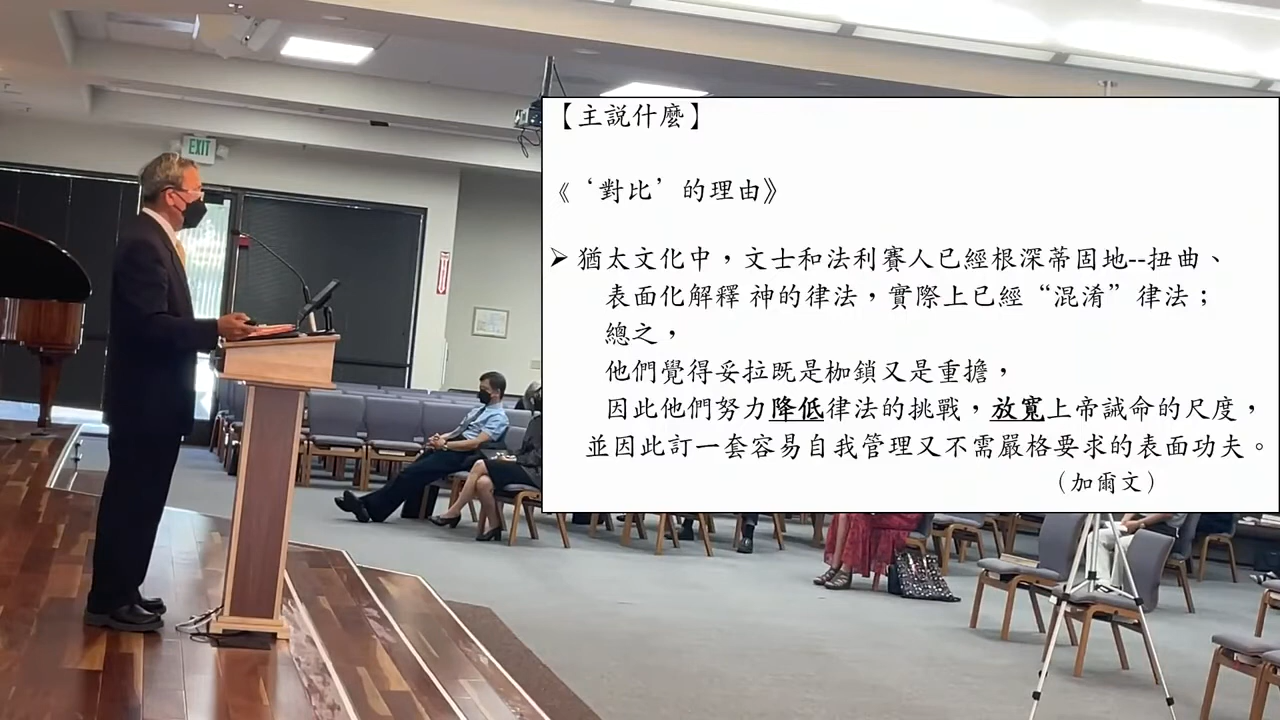 EXIT
【主説什麼】
《‘對比’的理由》
➢ 猶太文化中，文士和法利賽人已經根深蒂固地--扭曲、
表面化解釋 神的律法，實際上已經“混淆”律法；
總之，
他們覺得妥拉既是枷鎖又是重擔，
因此他們努力降低律法的挑戰，放寬上帝誡命的尺度，
並因此訂一套容易自我管理又不需嚴格要求的表面功夫。
（加爾文）